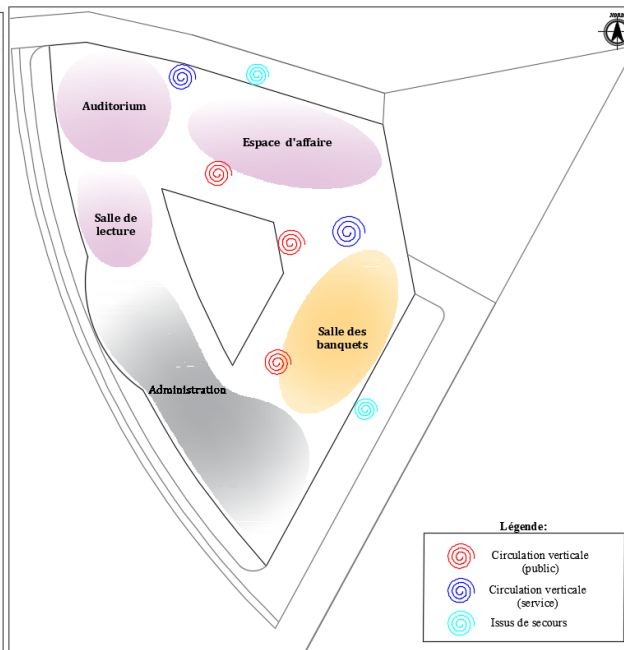 NORD
Auditorium
Espace d'affaire
Salle de
lecture
Salle des
banquets
Administration
Légende:
Circulation verticale
(public)
Circulation verticale
(service)
Issus de secours